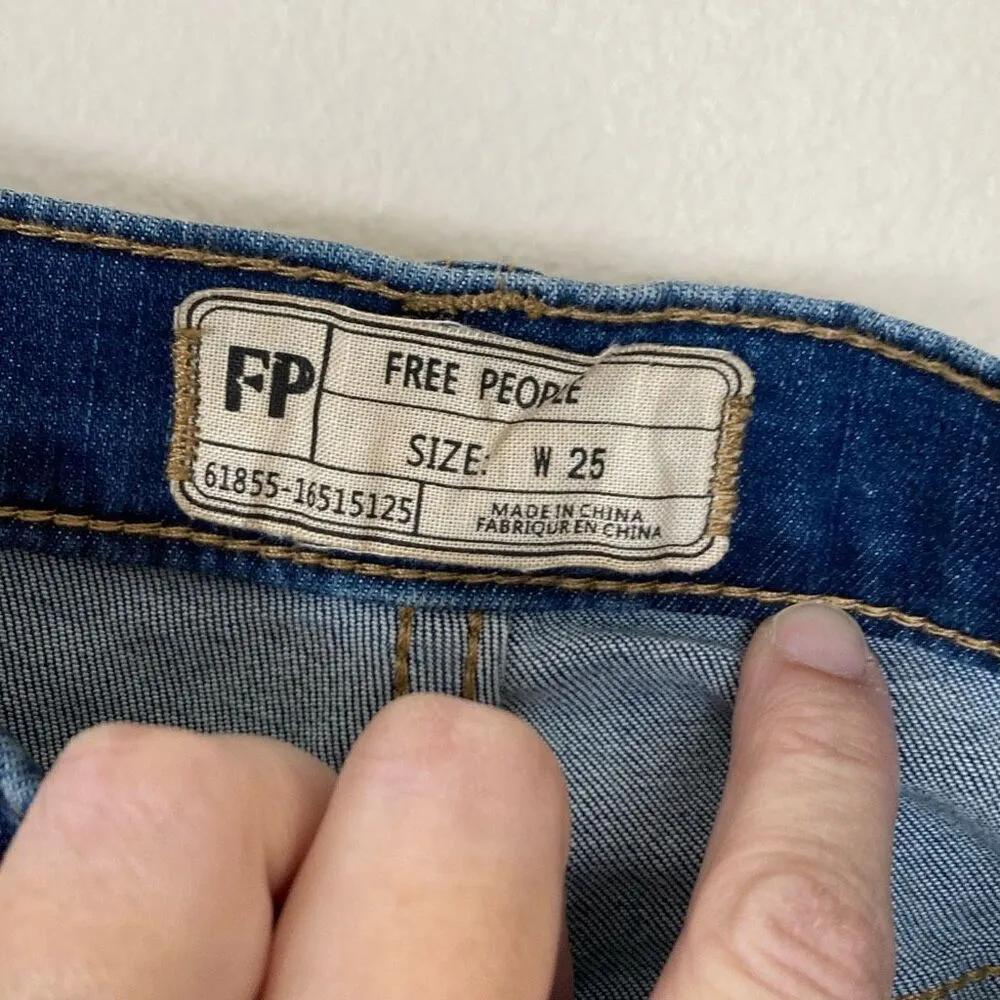 FP
FREE PEOPLE
SIZE: W 25
61855-16515125
MADE IN CHINA
FABRIQUR EN CHINA